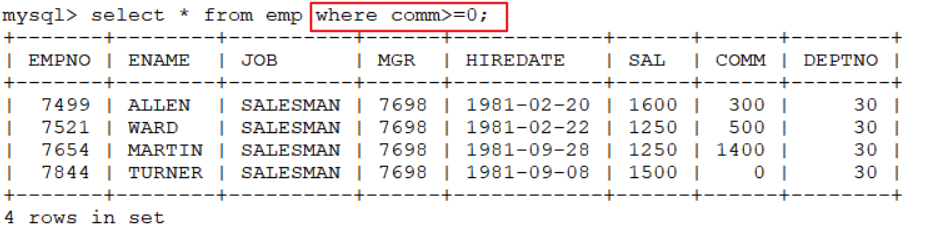 mysql> select * from emp where comm>=0;
+-------+--------+----------+------+------------+------+------+--------+
| EMPNO | ENAME  | JOB      | MGR  | HIREDATE   | SAL  | COMM | DEPTNO |
+-------+--------+----------+------+------------+------+------+--------+
|  7499 | ALLEN  | SALESMAN | 7698 | 1981-02-20 | 1600 |  300 |     30 |
|  7521 | WARD   | SALESMAN | 7698 | 1981-02-22 | 1250 |  500 |     30 |
|  7654 | MARTIN | SALESMAN | 7698 | 1981-09-28 | 1250 | 1400 |     30 |
|  7844 | TURNER | SALESMAN | 7698 | 1981-09-08 | 1500 |    0 |     30 |
+-------+--------+----------+------+------------+------+------+--------+
4 rows in set